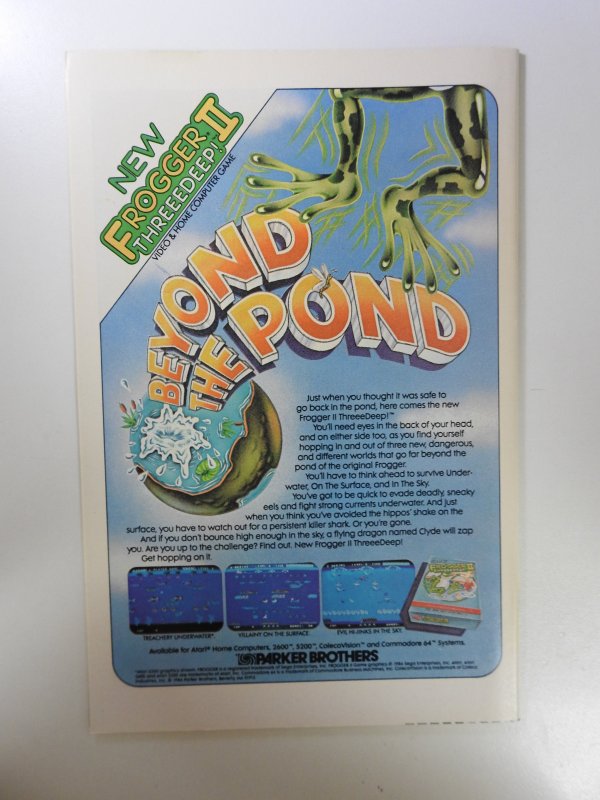 NEW
FROGGER II
THREEEDEEP!
VIDEO & HOME COMPUTER GAME
BEYOND
THE POND
Just when you thought it was safe to
go back in the pond, here comes the new
Frogger II ThreeeDeep!™
You'll need eyes in the back of your head,
and on either side too, as you find yourself
hopping in and out of three new, dangerous,
and different worlds that go far beyond the
pond of the original Frogger.
You'll have to think ahead to survive Under-
water, On The Surface, and In The Sky.
You've got to be quick to evade deadly, sneaky
eels and fight strong currents underwater. And just
when you think you've avoided the hippos' shake on the
surface, you have to watch out for a persistent killer shark. Or you're gone.
And if you don't bounce high enough in the sky, a flying dragon named Clyde will zap
you. Are you up to the challenge? Find out. New Frogger II ThreeeDeep!
Get hopping on it.
TREACHERY UNDERWATER*.
VILLAINY ON THE SURFACE.
EVIL HI-JINKS IN THE SKY.
Available for Atari® Home Computers, 2600™, 5200™, ColecoVision™ and Commodore 64™ Systems.
PARKER BROTHERS